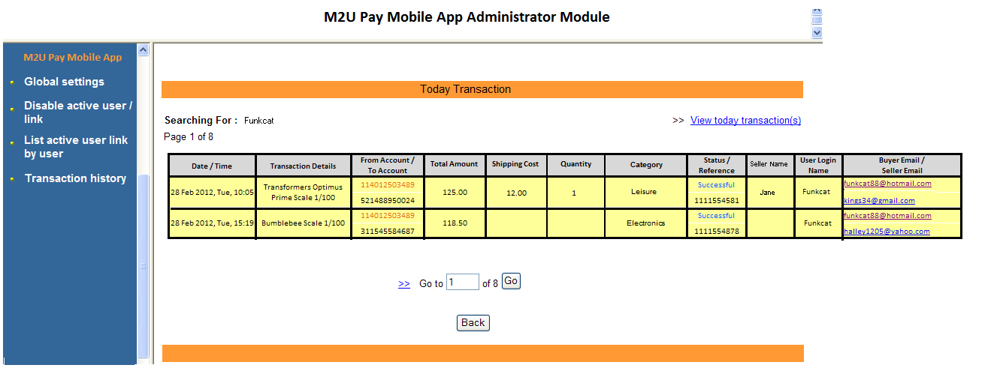 M2U Pay Mobile App Administrator Module
M2U Pay Mobile App
Global settings
Disable active user /
link
List active user link
by user
Transaction history
Today Transaction
Searching For : Funkcat
>> View today transaction(s)
Page 1 of 8
Date / Time
Transaction Details
From Account /
To Account
Total Amount
Shipping Cost
Quantity
Category
Status /
Reference
Seller Name
User Login
Name
Buyer Email /
Seller Email
28 Feb 2012, Tue, 10:05
Transformers Optimus
Prime Scale 1/100
114012503489
521488950024
125.00
12.00
1
Leisure
Successful
1111554581
Jane
Funkcat
funkcat88@hotmail.com
kings34@gmail.com
28 Feb 2012, Tue, 15:19
Bumblebee Scale 1/100
114012503489
311545584687
118.50
Electronics
Successful
1111554878
Funkcat
funkcat88@hotmail.com
halley1205@yahoo.com
>> Go to 1 of 8 Go
Back